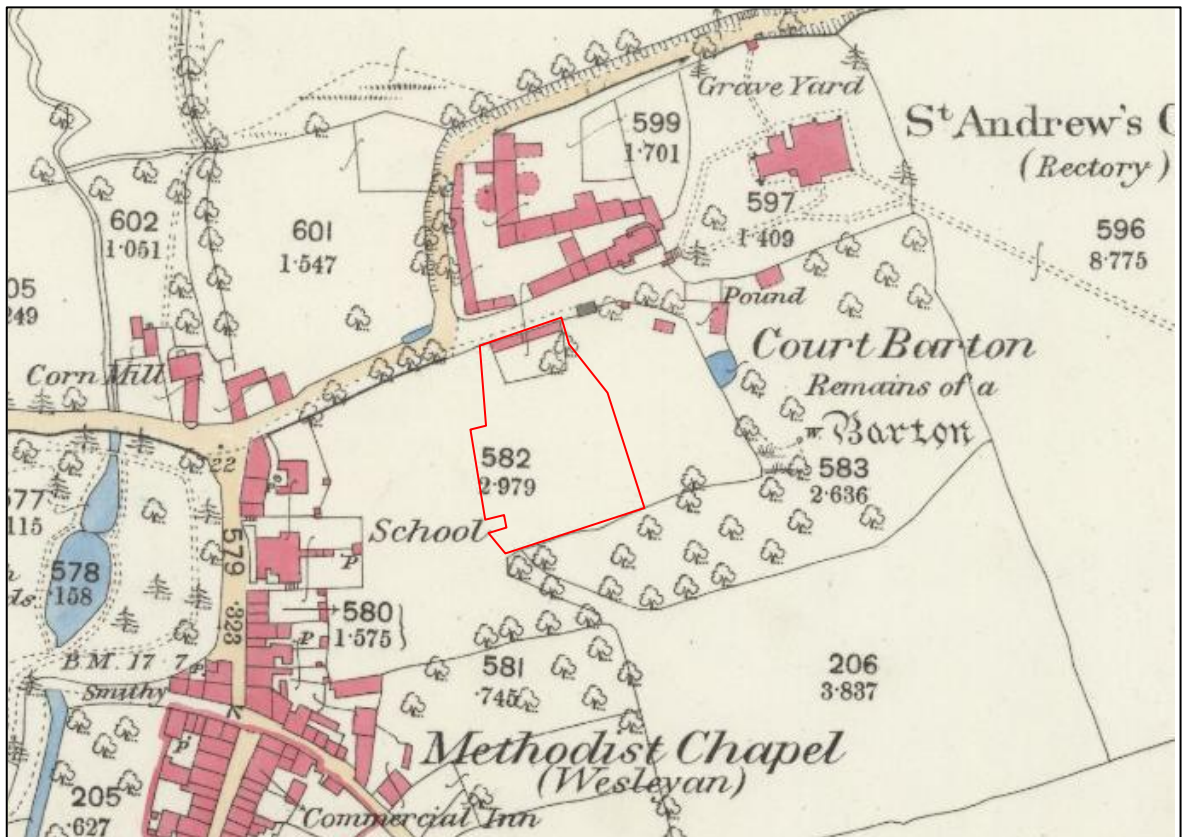 Grave Yard
St Andrew's C
(Rectory)
599
1.701
597
1.409
596
8.775
602
1.051
601
1.547
05
249
Pound
Court Barton
Remains of a
Barton
W.
583
2.636
Corn Mill
22
582
2.979
577
115
School
P
579
.323
578
.158
ds
580
1.575
P
B.M. 17 7
P
Smithy
581
.745
206
3.837
Methodist Chapel
(Wesleyan)
P
205
.627
Commercial Inn